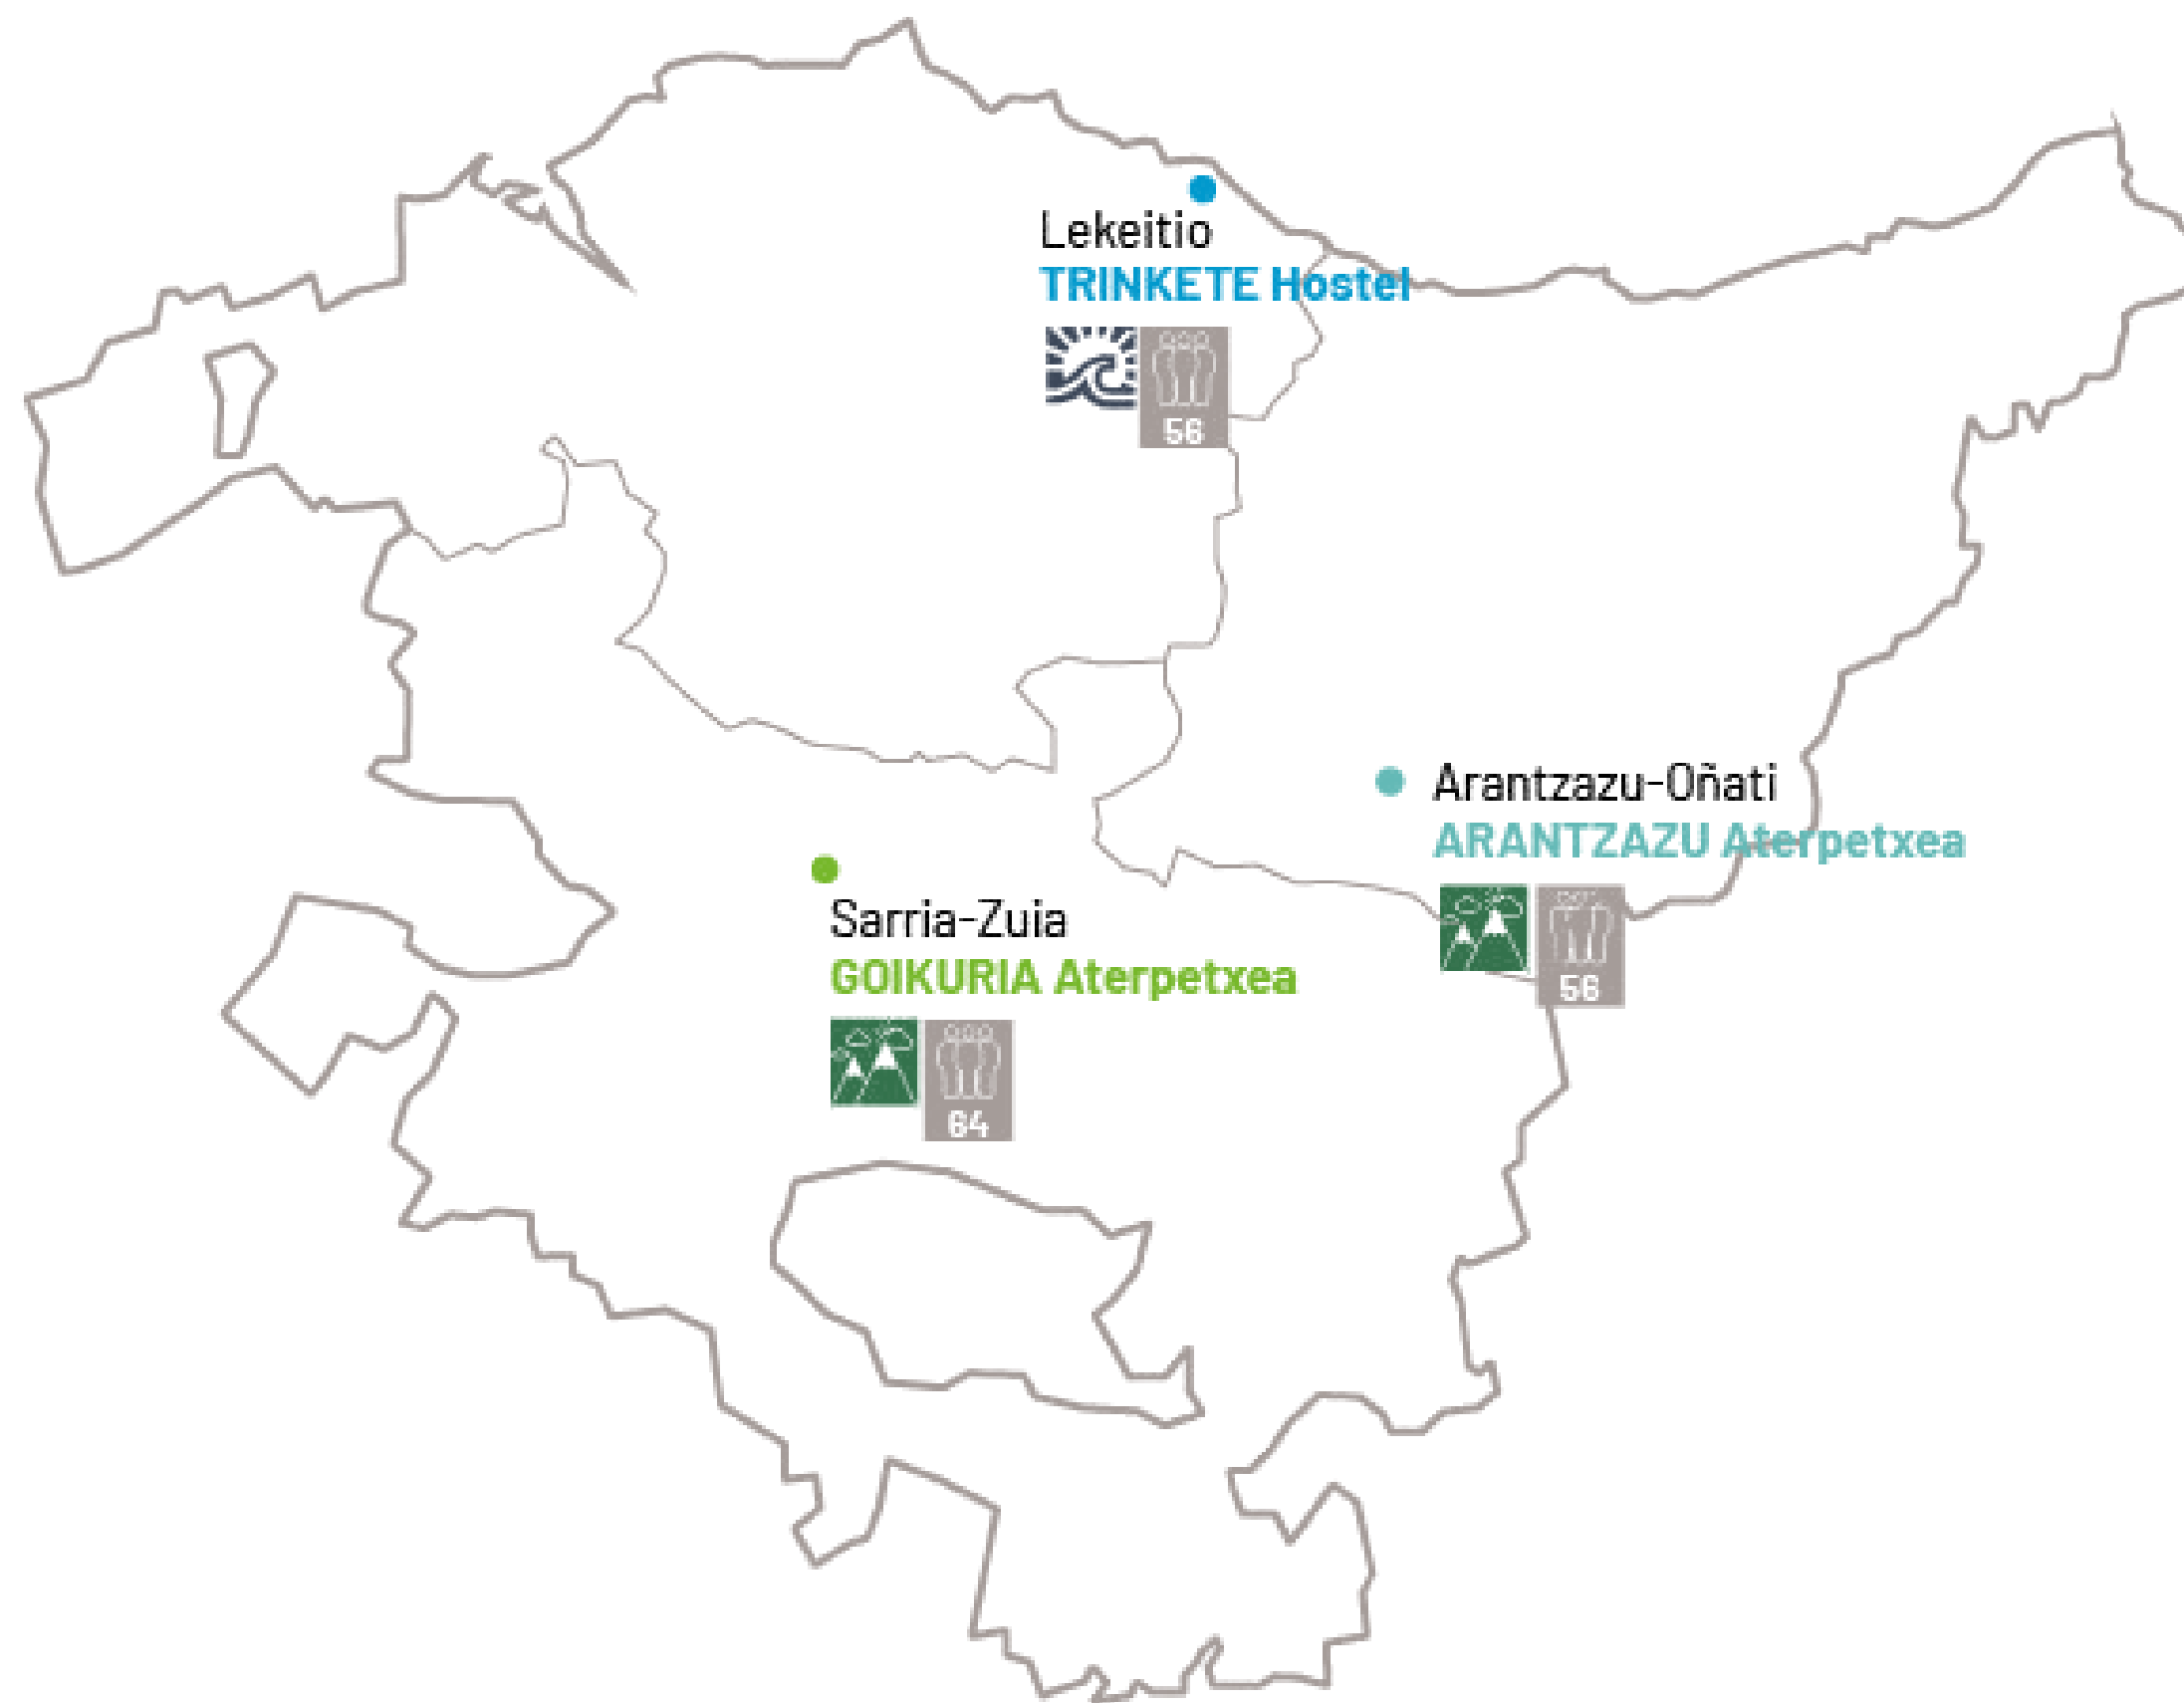 Lekeitio
TRINKETE Hostel
56
Arantzazu-Oñati
ARANTZAZU Aterpetxea
56
Sarria-Zuia
GOIKURIA Aterpetxea
64